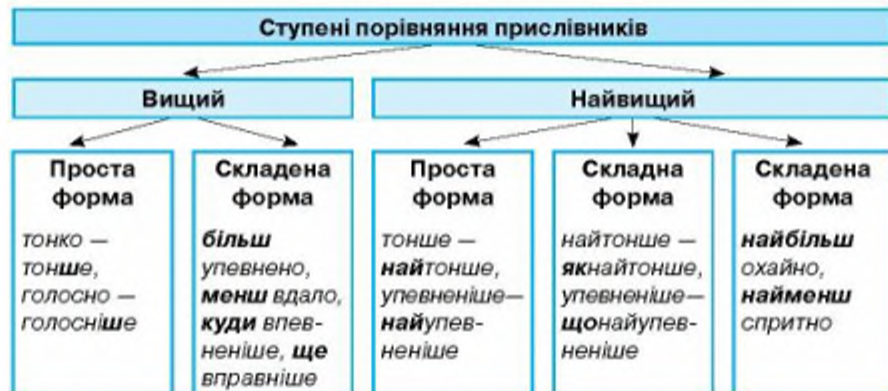 Ступені порівняння прислівників
Вищий
Найвищий
Проста
форма
тонко —
тонше,
голосно —
голосніше
Складена
форма
більш
упевнено,
менш вдало,
куди впев-
неніше, ще
вправніше
Проста
форма
тонше —
найтонше,
упевненіше—
найупев-
неніше
Складна
форма
найтонше —
якнайтонше,
упевненіше—
щонайупев-
неніше
Складена
форма
найбільш
охайно,
найменш
спритно